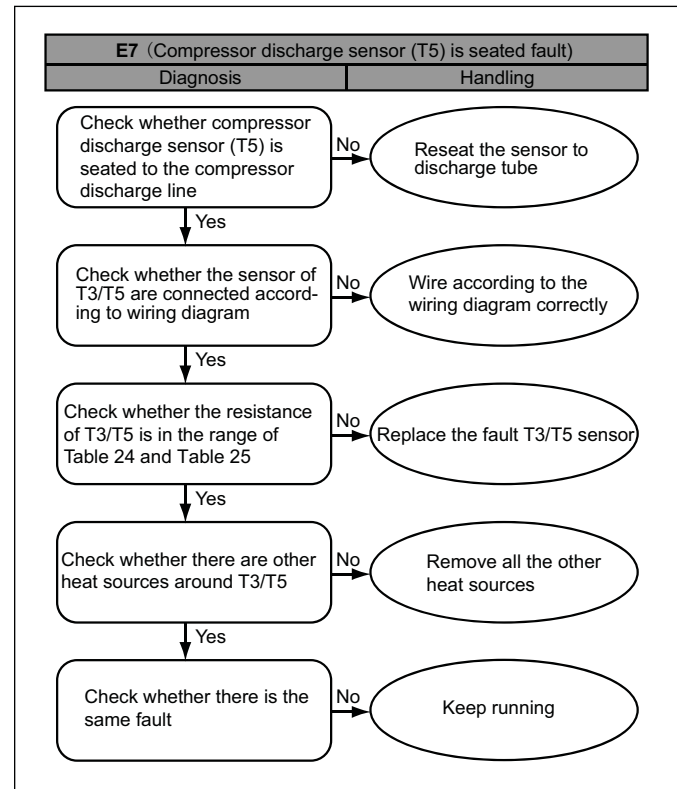 E7 (Compressor discharge sensor (T5) is seated fault)
Diagnosis
Handling
Check whether compressor
discharge sensor (T5) is
seated to the compressor
discharge line
No
Reseat the sensor to
discharge tube
Yes
Check whether the sensor of
T3/T5 are connected accord-
ing to wiring diagram
No
Wire according to the
wiring diagram correctly
Yes
Check whether the resistance
of T3/T5 is in the range of
Table 24 and Table 25
No
Replace the fault T3/T5 sensor
Yes
Check whether there are other
heat sources around T3/T5
No
Remove all the other
heat sources
Yes
Check whether there is the
same fault
No
Keep running